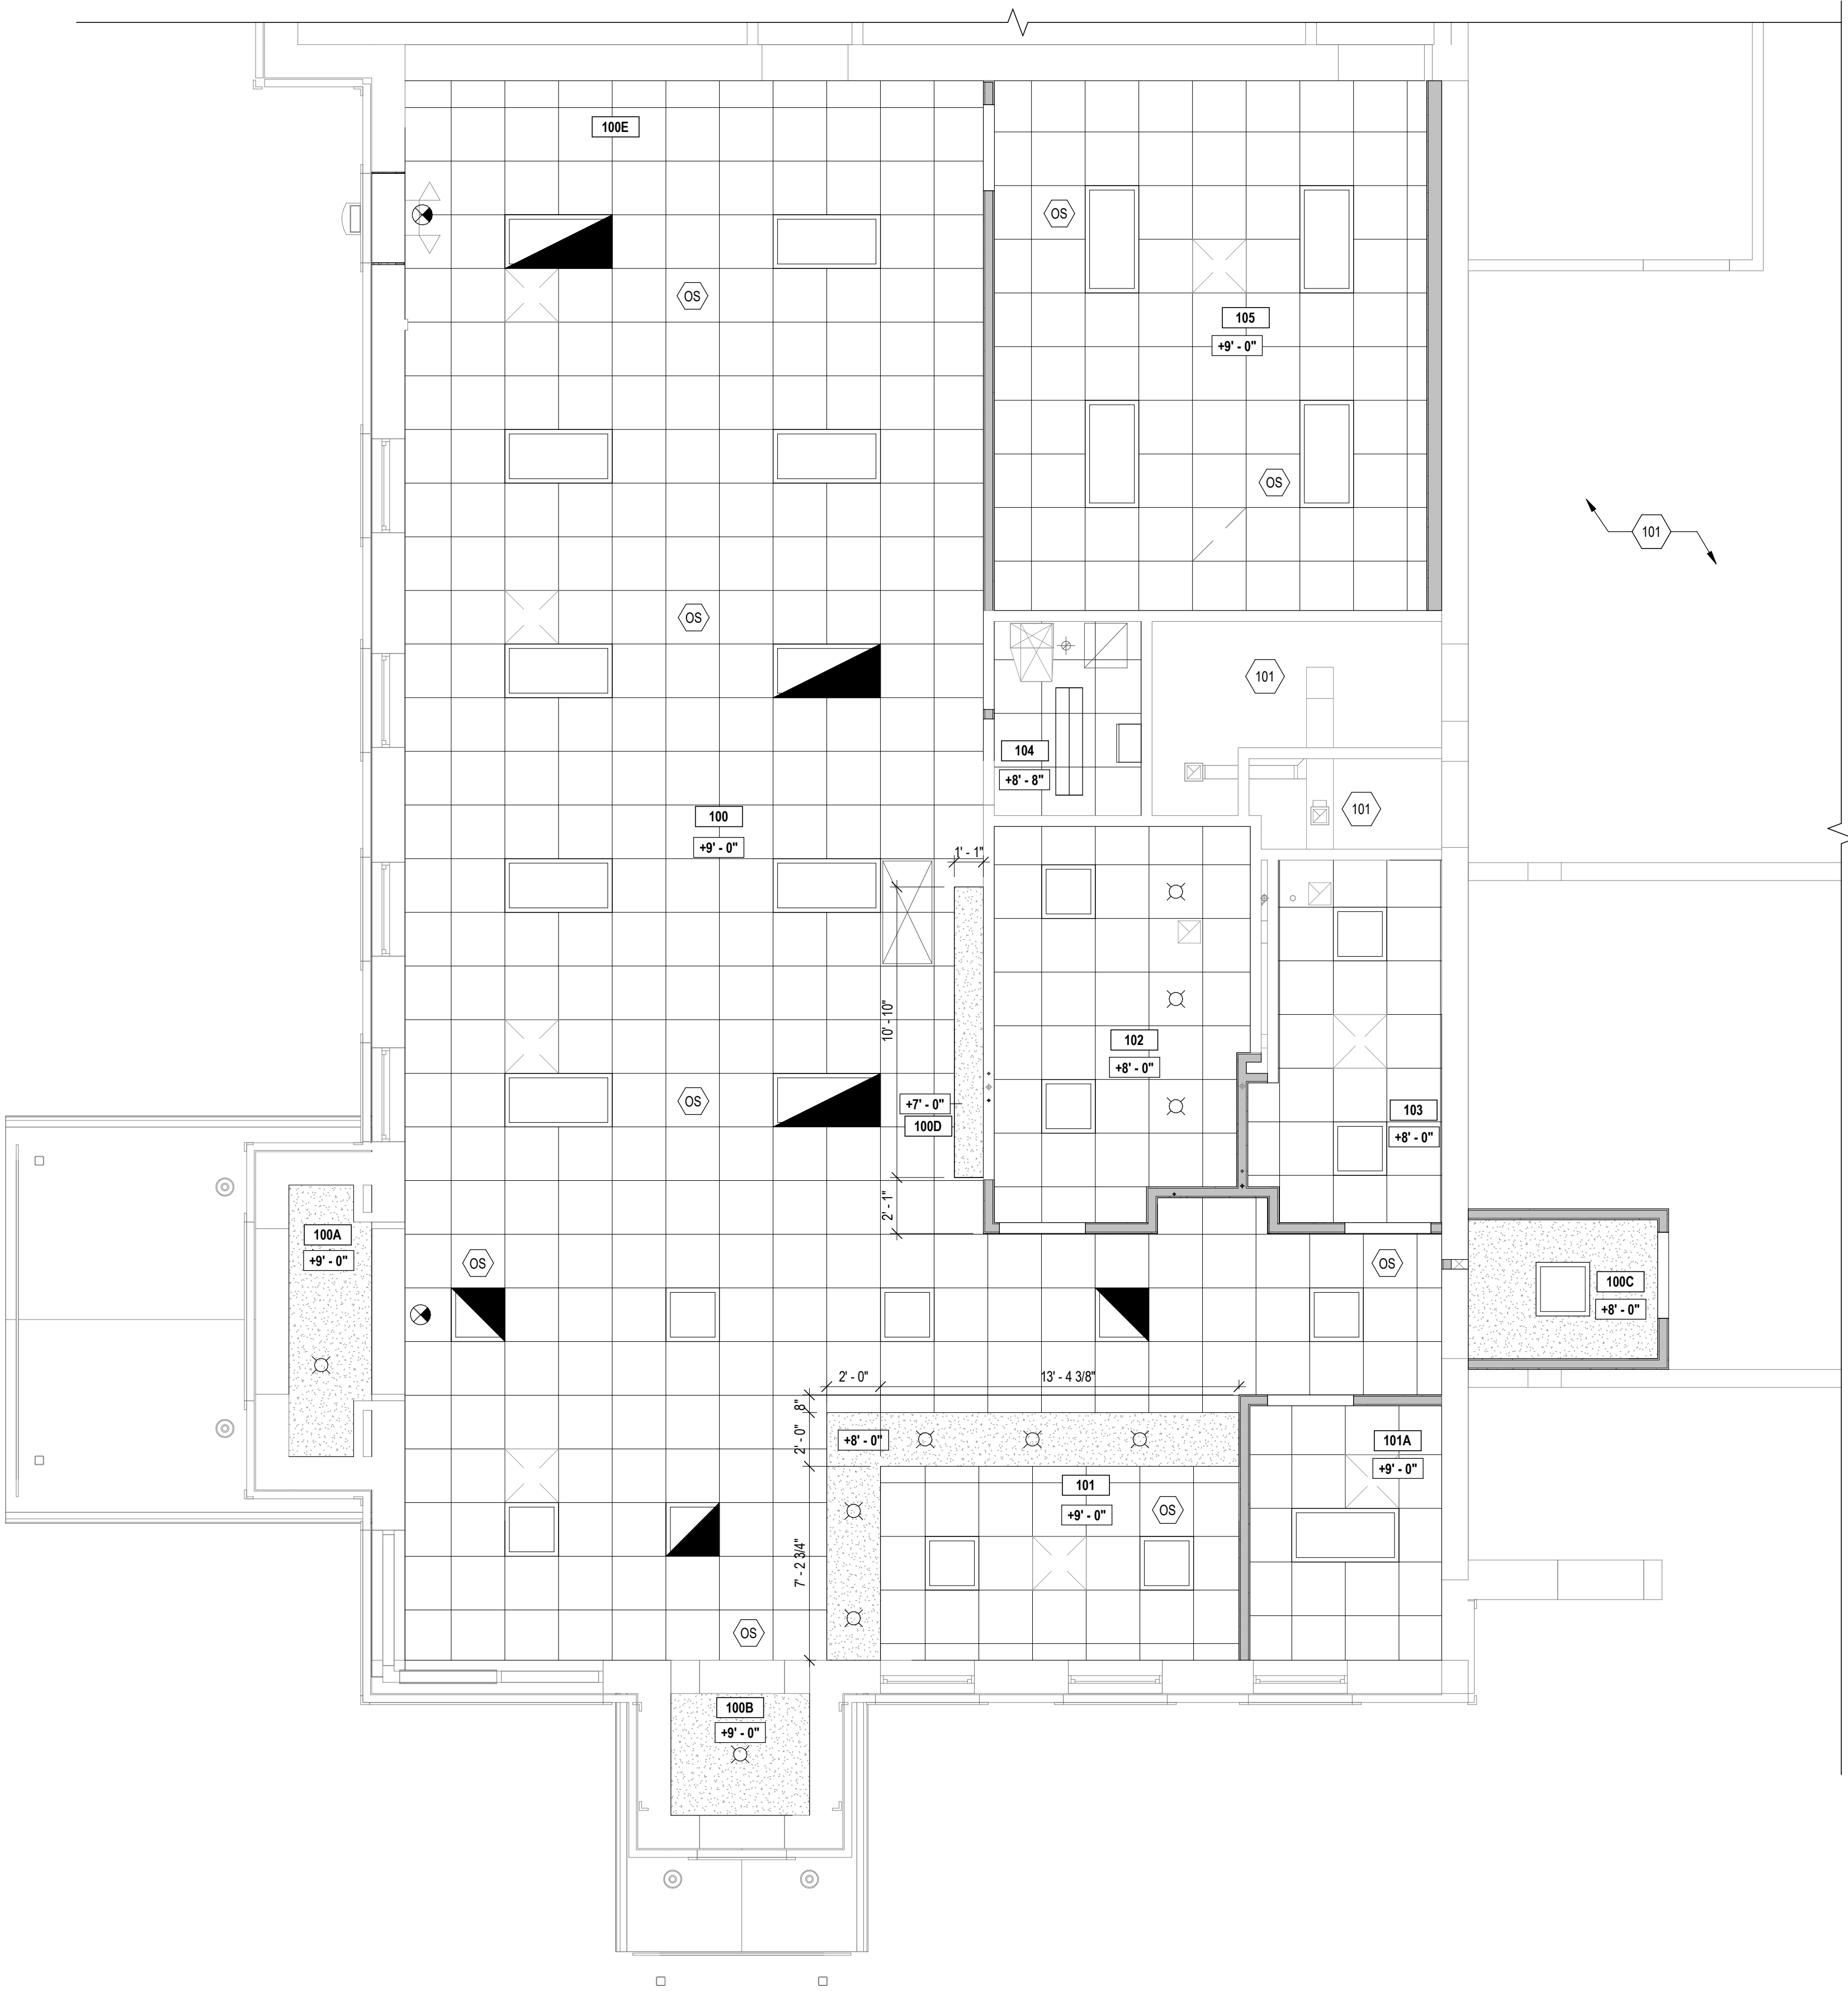 100E
OS
OS
105
+9' - 0"
OS
101
OS
101
104
+8' - 8"
101
100
+9' - 0"
1' - 1"
10' - 10"
102
+8' - 0"
+7' - 0"
100D
103
+8' - 0"
OS
2' - 1"
100A
+9' - 0"
OS
OS
100C
+8' - 0"
2' - 0"
13' - 4 3/8"
8"
2' - 0"
+8' - 0"
101A
+9' - 0"
101
+9' - 0"
OS
7' - 2 3/4"
OS
100B
+9' - 0"